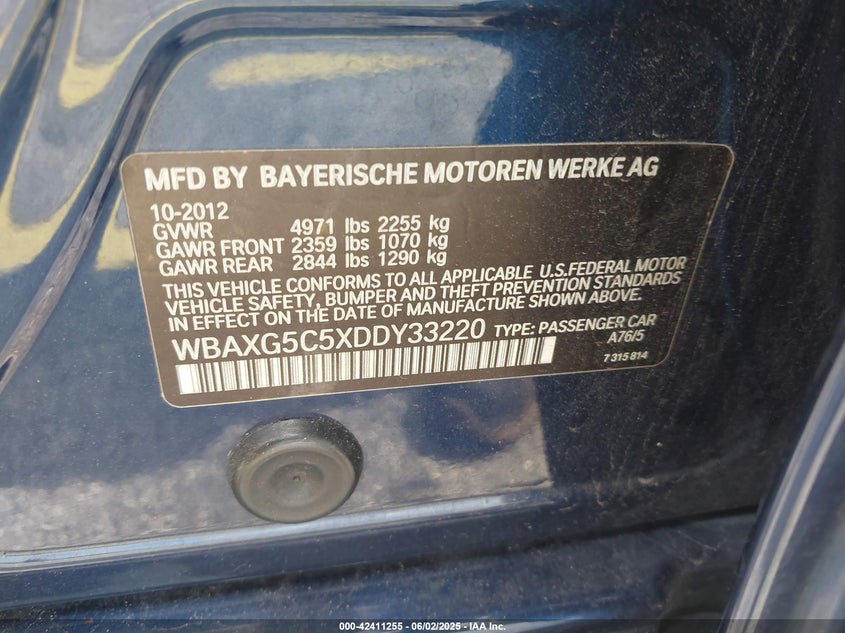 MFD BY BAYERISCHE MOTOREN WERKE AG
10-2012
GVWR 4971 lbs 2255 kg
GAWR FRONT 2359 lbs 1070 kg
GAWR REAR 2844 lbs 1290 kg
THIS VEHICLE CONFORMS TO ALL APPLICABLE U.S.FEDERAL MOTOR
VEHICLE SAFETY, BUMPER AND THEFT PREVENTION STANDARDS
IN EFFECT ON THE DATE OF MANUFACTURE SHOWN ABOVE.
WBAXG5C5XDDY33220 TYPE: PASSENGER CAR
A76/5
7 315 814
000-42411255 - 06/02/2025 - IAA Inc.